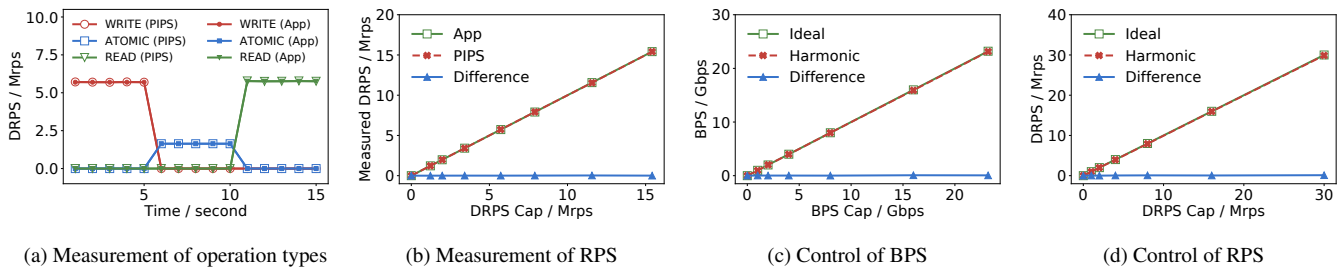 DRPS / Mrps
10.0
7.5
5.0
2.5
0.0
WRITE (PIPS)
ATOMIC (PIPS)
READ (PIPS)
WRITE (App)
ATOMIC (App)
READ (App)
5
10
15
Time / second
(a) Measurement of operation types
Measured DRPS / Mrps
20
15
10
5
0
App
PIPS
Difference
0
5
10
15
DRPS Cap / Mrps
(b) Measurement of RPS
BPS / Gbps
30
20
10
0
Ideal
Harmonic
Difference
0
10
20
BPS Cap / Gbps
(c) Control of BPS
DRPS / Mrps
40
30
20
10
0
Ideal
Harmonic
Difference
0
10
20
30
DRPS Cap / Mrps
(d) Control of RPS